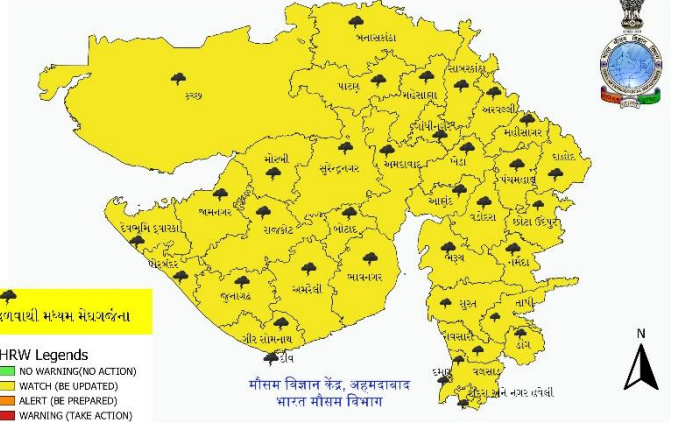 બનાસકાંઠા
પાટણ
મહેસાણા
સાબરકાંઠા
અરવલ્લી
કચ્છ
ગાંધીનગર
મહીસાગર
મોરબી
સુરેન્દ્રનગર
અમદાવાદ
ખેડા
પંચમહાલ
દાહોદ
જામનગર
રાજકોટ
બોટાદ
આણંદ
વડોદરા
છોટા ઉદેપુર
દેવભૂમિ દ્વારકા
પોરબંદર
જુનાગઢ
અમરેલી
ભાવનગર
ભરૂચ
નર્મદા
ગીર સોમનાથ
દીવ
સુરત
તાપી
નવસારી
ડાંગ
વલસાડ
દમણ
દાદરા અને નગર હવેલી
હળવાથી મધ્યમ મેઘગર્જના
HRW Legends
NO WARNING(NO ACTION)
WATCH (BE UPDATED)
ALERT (BE PREPARED)
WARNING (TAKE ACTION)
मौसम विज्ञान केंद्र, अहमदाबाद
भारत मौसम विभाग
N